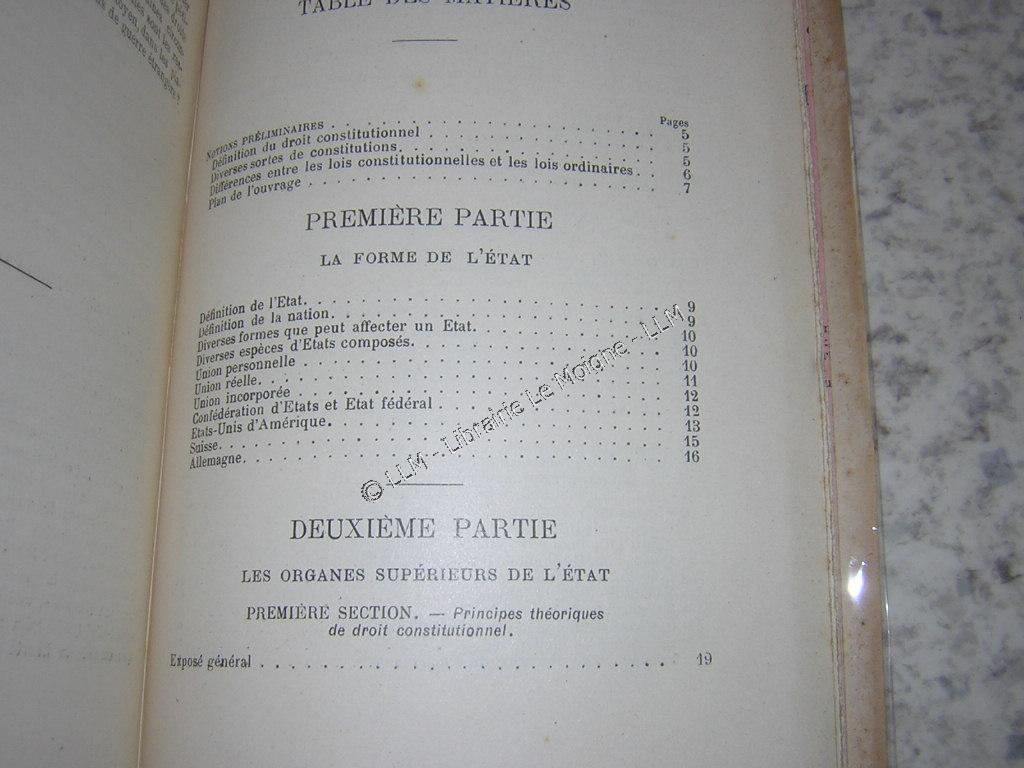 TABLE DES MATIÈRES
Pages
NOTIONS PRÉLIMINAIRES . . . . . . . . . . 5
Définition du droit constitutionnel . . . . . . . . . . 5
Diverses sortes de constitutions. . . . . . . . . . 5
Différences entre les lois constitutionnelles et les lois ordinaires . . 6
Plan de l'ouvrage . . . . . . . . . . 7
PREMIÈRE PARTIE
LA FORME DE L'ÉTAT
Définition de l'Etat. . . . . . . . . . 9
Définition de la nation. . . . . . . . . . 9
Diverses formes que peut affecter un Etat. . . . . . . . . . 10
Diverses espèces d'Etats composés. . . . . . . . . . 10
Union personnelle . . . . . . . . . . 10
Union réelle. . . . . . . . . . 11
Union incorporée . . . . . . . . . . 12
Confédération d'Etats et Etat fédéral . . . . . . . . . . 12
Etats-Unis d'Amérique. . . . . . . . . . 13
Suisse. . . . . . . . . . 15
Allemagne. . . . . . . . . . 16
© LLM - Librairie Le Moigne - LLM
DEUXIÈME PARTIE
LES ORGANES SUPÉRIEURS DE L'ÉTAT
PREMIÈRE SECTION. — Principes théoriques
de droit constitutionnel.
Exposé général . . . . . . . . . . 19